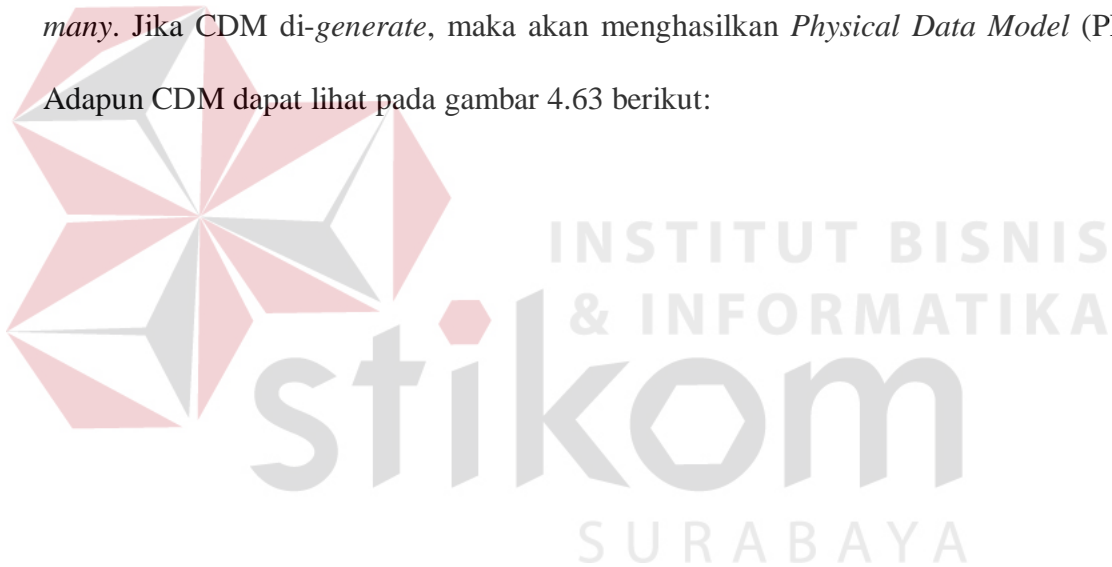 many. Jika CDM di-generate, maka akan menghasilkan Physical Data Model
Adapun CDM dapat lihat pada gambar 4.63 berikut:
INSTITUT BISNIS
& INFORMATIKA
stikom
SURABAYA